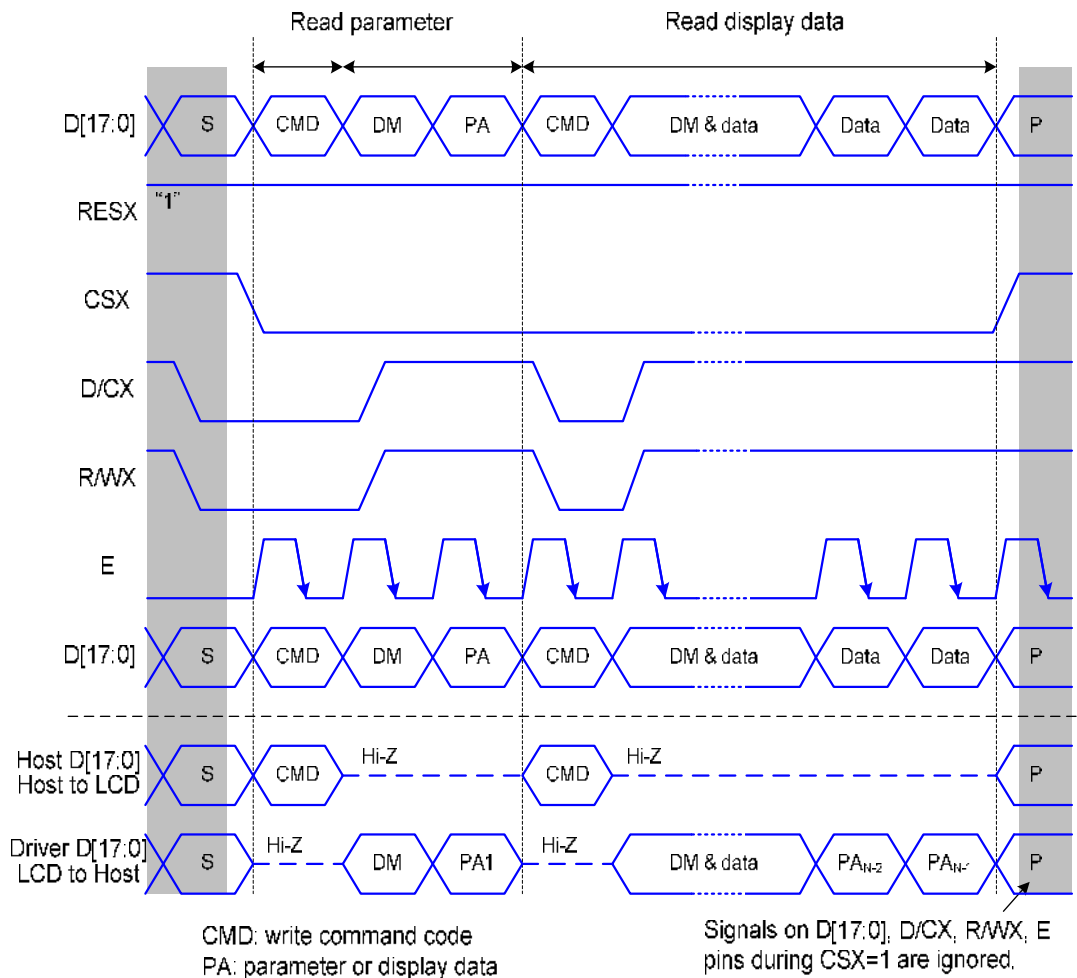 Read parameter
Read display data
D[17:0]
S
CMD
DM
PA
CMD
DM & data
Data
Data
P
RESX
"1"
CSX
D/CX
R/WX
E
D[17:0]
S
CMD
DM
PA
CMD
DM & data
Data
Data
P
Host D[17:0]
Host to LCD
S
CMD
Hi-Z
CMD
Hi-Z
P
Driver D[17:0]
LCD to Host
S
Hi-Z
DM
PA1
Hi-Z
DM & data
PAN-2
PAN-1
P
CMD: write command code
PA: parameter or display data
Signals on D[17:0], D/CX, R/WX, E
pins during CSX=1 are ignored.